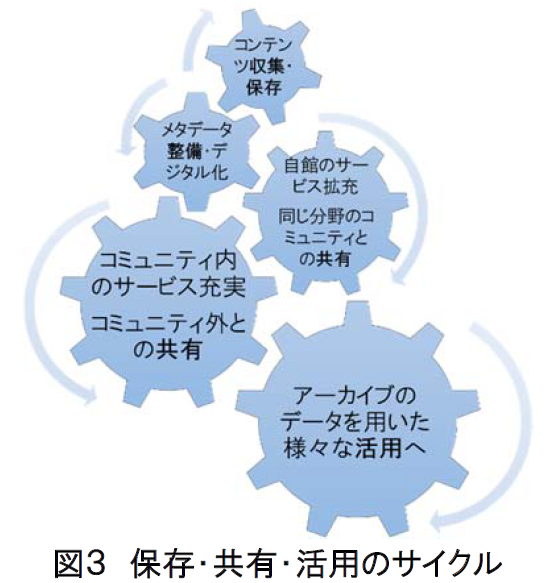 コンテン
ツ収集・
保存
メタデータ
整備・デ
ジタル化
自館のサー
ビス拡充
同じ分野のコ
ミュニティと
の共有
コミュニティ内
のサービス充実
コミュニティ外と
の共有
アーカイブの
データを用いた
様々な活用へ
図3 保存・共有・活用のサイクル